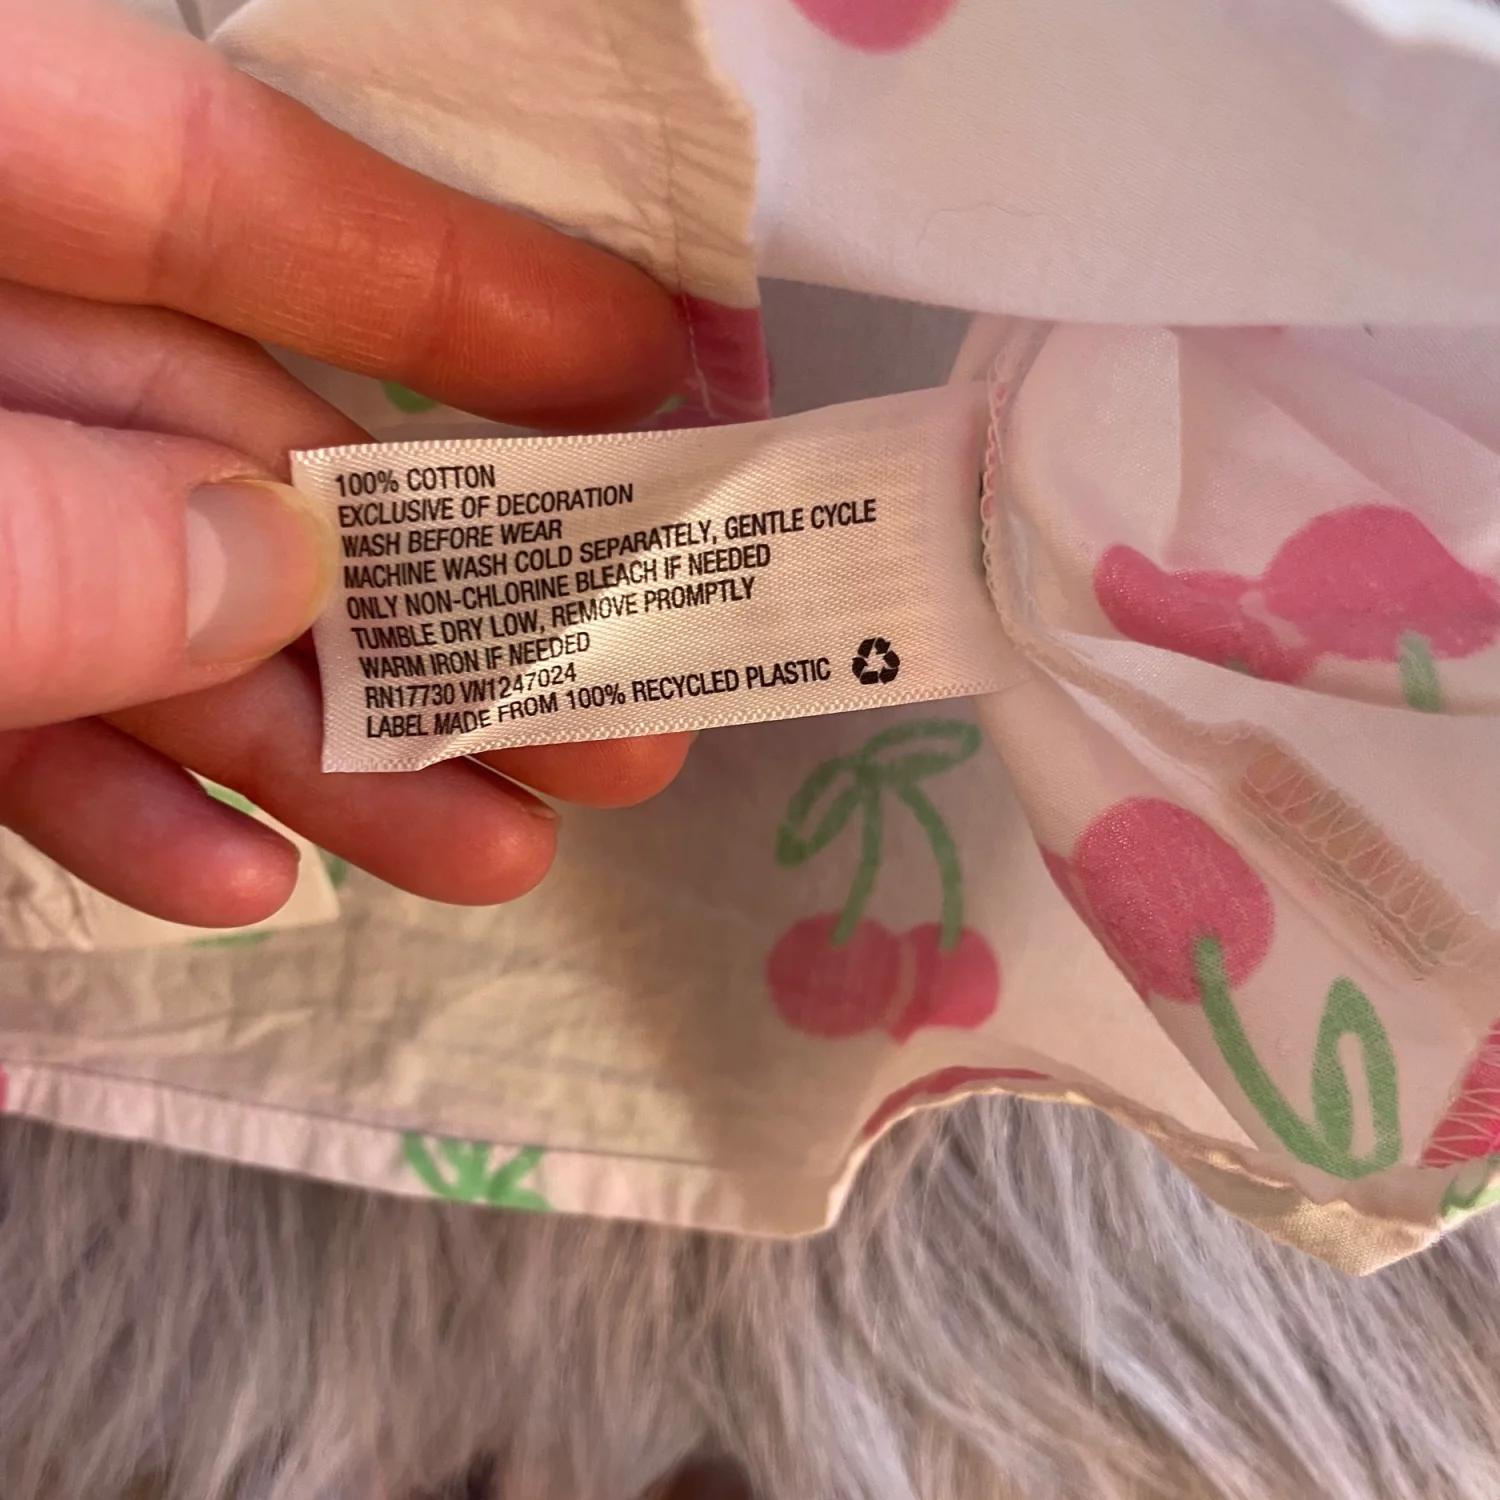 100% COTTON
EXCLUSIVE OF DECORATION
WASH BEFORE WEAR
MACHINE WASH COLD SEPARATELY, GENTLE CYCLE
ONLY NON-CHLORINE BLEACH IF NEEDED
TUMBLE DRY LOW, REMOVE PROMPTLY
WARM IRON IF NEEDED
RN17730 VN1247024
LABEL MADE FROM 100% RECYCLED PLASTIC